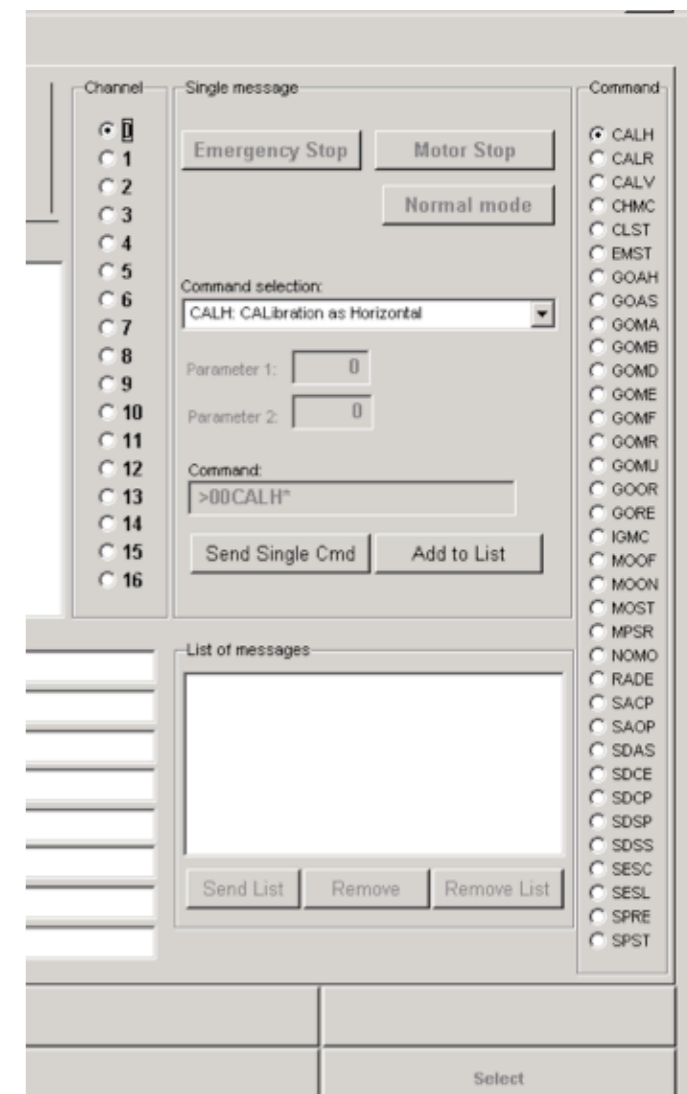 Channel
0
1
2
3
4
5
6
7
8
9
10
11
12
13
14
15
16
Single message
Emergency Stop
Motor Stop
Normal mode
Command selection:
CALH: CALibration as Horizontal
Parameter 1:
0
Parameter 2:
0
Command:
>00CALH*
Send Single Cmd
Add to List
List of messages
Send List
Remove
Remove List
Command
CALH
CALR
CALV
CHMC
CLST
EMST
GOAH
GOAS
GOMA
GOMB
GOMD
GOME
GOMF
GOMR
GOMU
GOOR
GORE
IGMC
MOOF
MOON
MOST
MPSR
NOMO
RADE
SACP
SAOP
SDAS
SDCE
SDCP
SDSP
SDSS
SESC
SESL
SPRE
SPST
Select